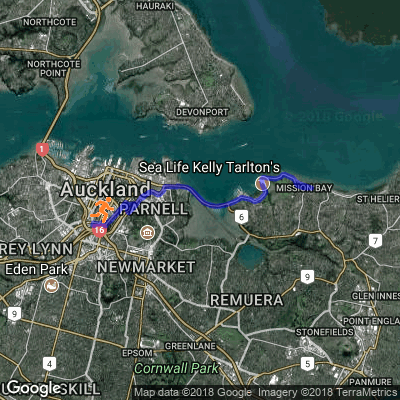 HAURAKI
NORTHCOTE
NORTHCOTE
POINT
DEVONPORT
© 2018 Google
1
Sea Life Kelly Tarlton's
Auckland
MISSION BAY
PARNELL
ST HELIER
6
16
7
REY LYNN
Eden Park
NEWMARKET
9
GLEN INNES
REMUERA
9
POINT ENGLA
STONEFIELDS
GREENLANE
EPSOM
Cornwall Park
5
PANMURE
SKILL
Google
Map data ©2018 Google Imagery ©2018 TerraMetrics